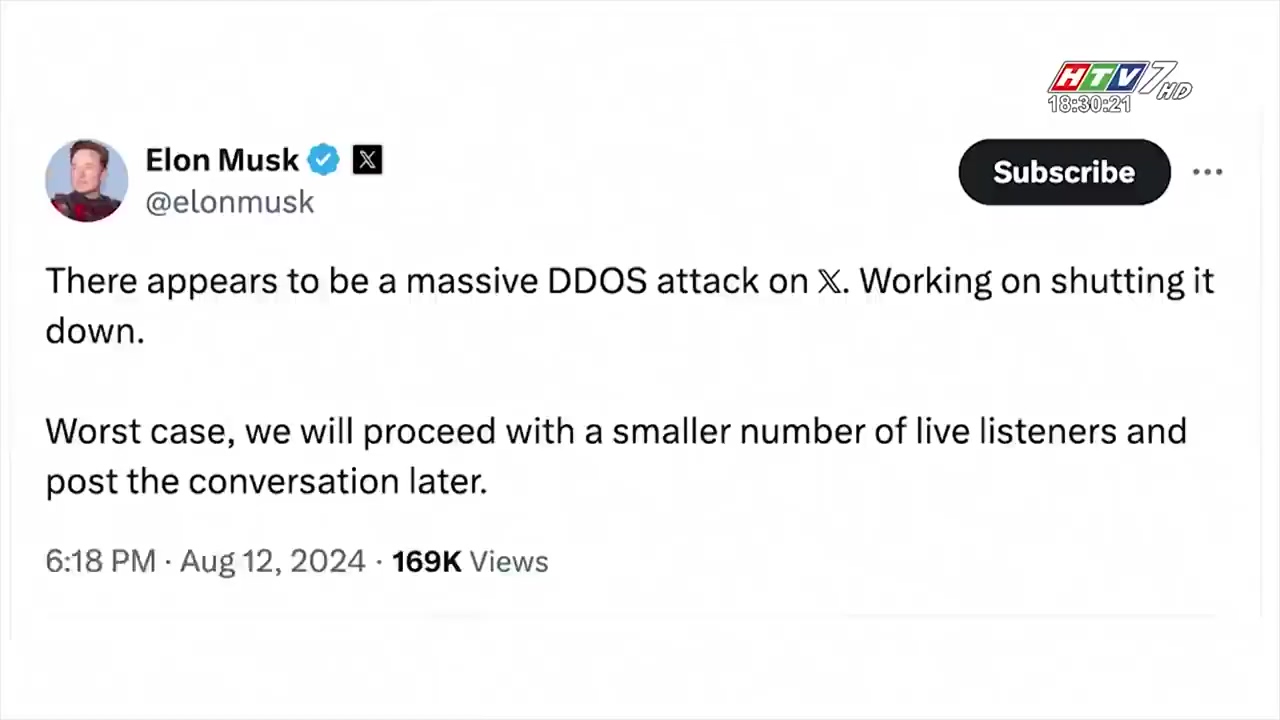 HTV7 HD
18:30:21
Elon Musk
@elonmusk
Subscribe
There appears to be a massive DDOS attack on 𝕏. Working on shutting it
down.
Worst case, we will proceed with a smaller number of live listeners and
post the conversation later.
6:18 PM · Aug 12, 2024 · 169K Views